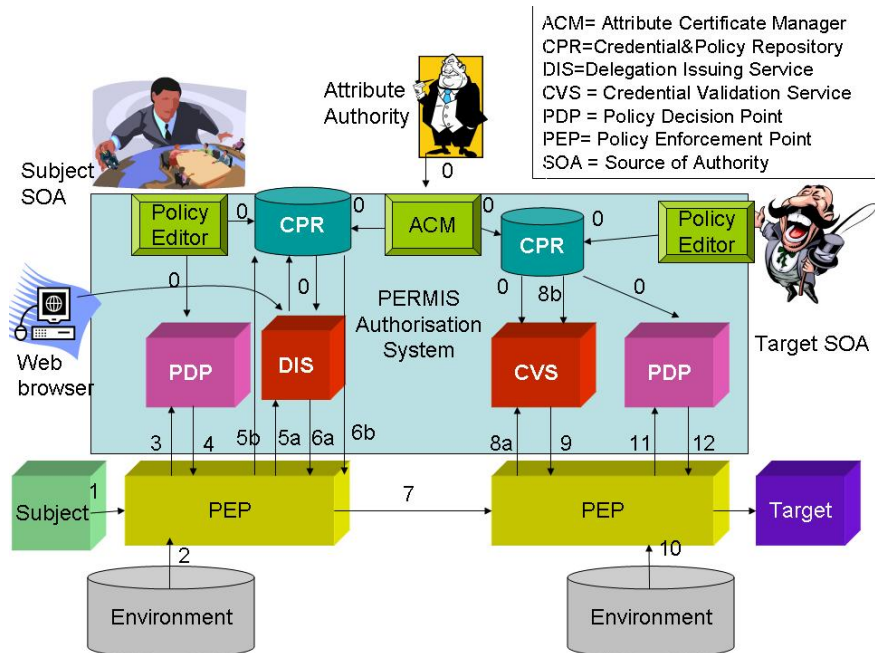 ACM= Attribute Certificate Manager
CPR=Credential&Policy Repository
DIS=Delegation Issuing Service
CVS = Credential Validation Service
PDP = Policy Decision Point
PEP= Policy Enforcement Point
SOA = Source of Authority
Attribute
Authority
Subject
SOA
0
Policy
Editor
0
CPR
0
ACM
0
CPR
0
Policy
Editor
0
0
0
8b
0
PERMIS
Authorisation
System
Target SOA
Web
browser
PDP
DIS
CVS
PDP
3
4
5b
5a
6a
6b
8a
9
11
12
1
Subject
PEP
7
PEP
Target
2
10
Environment
Environment